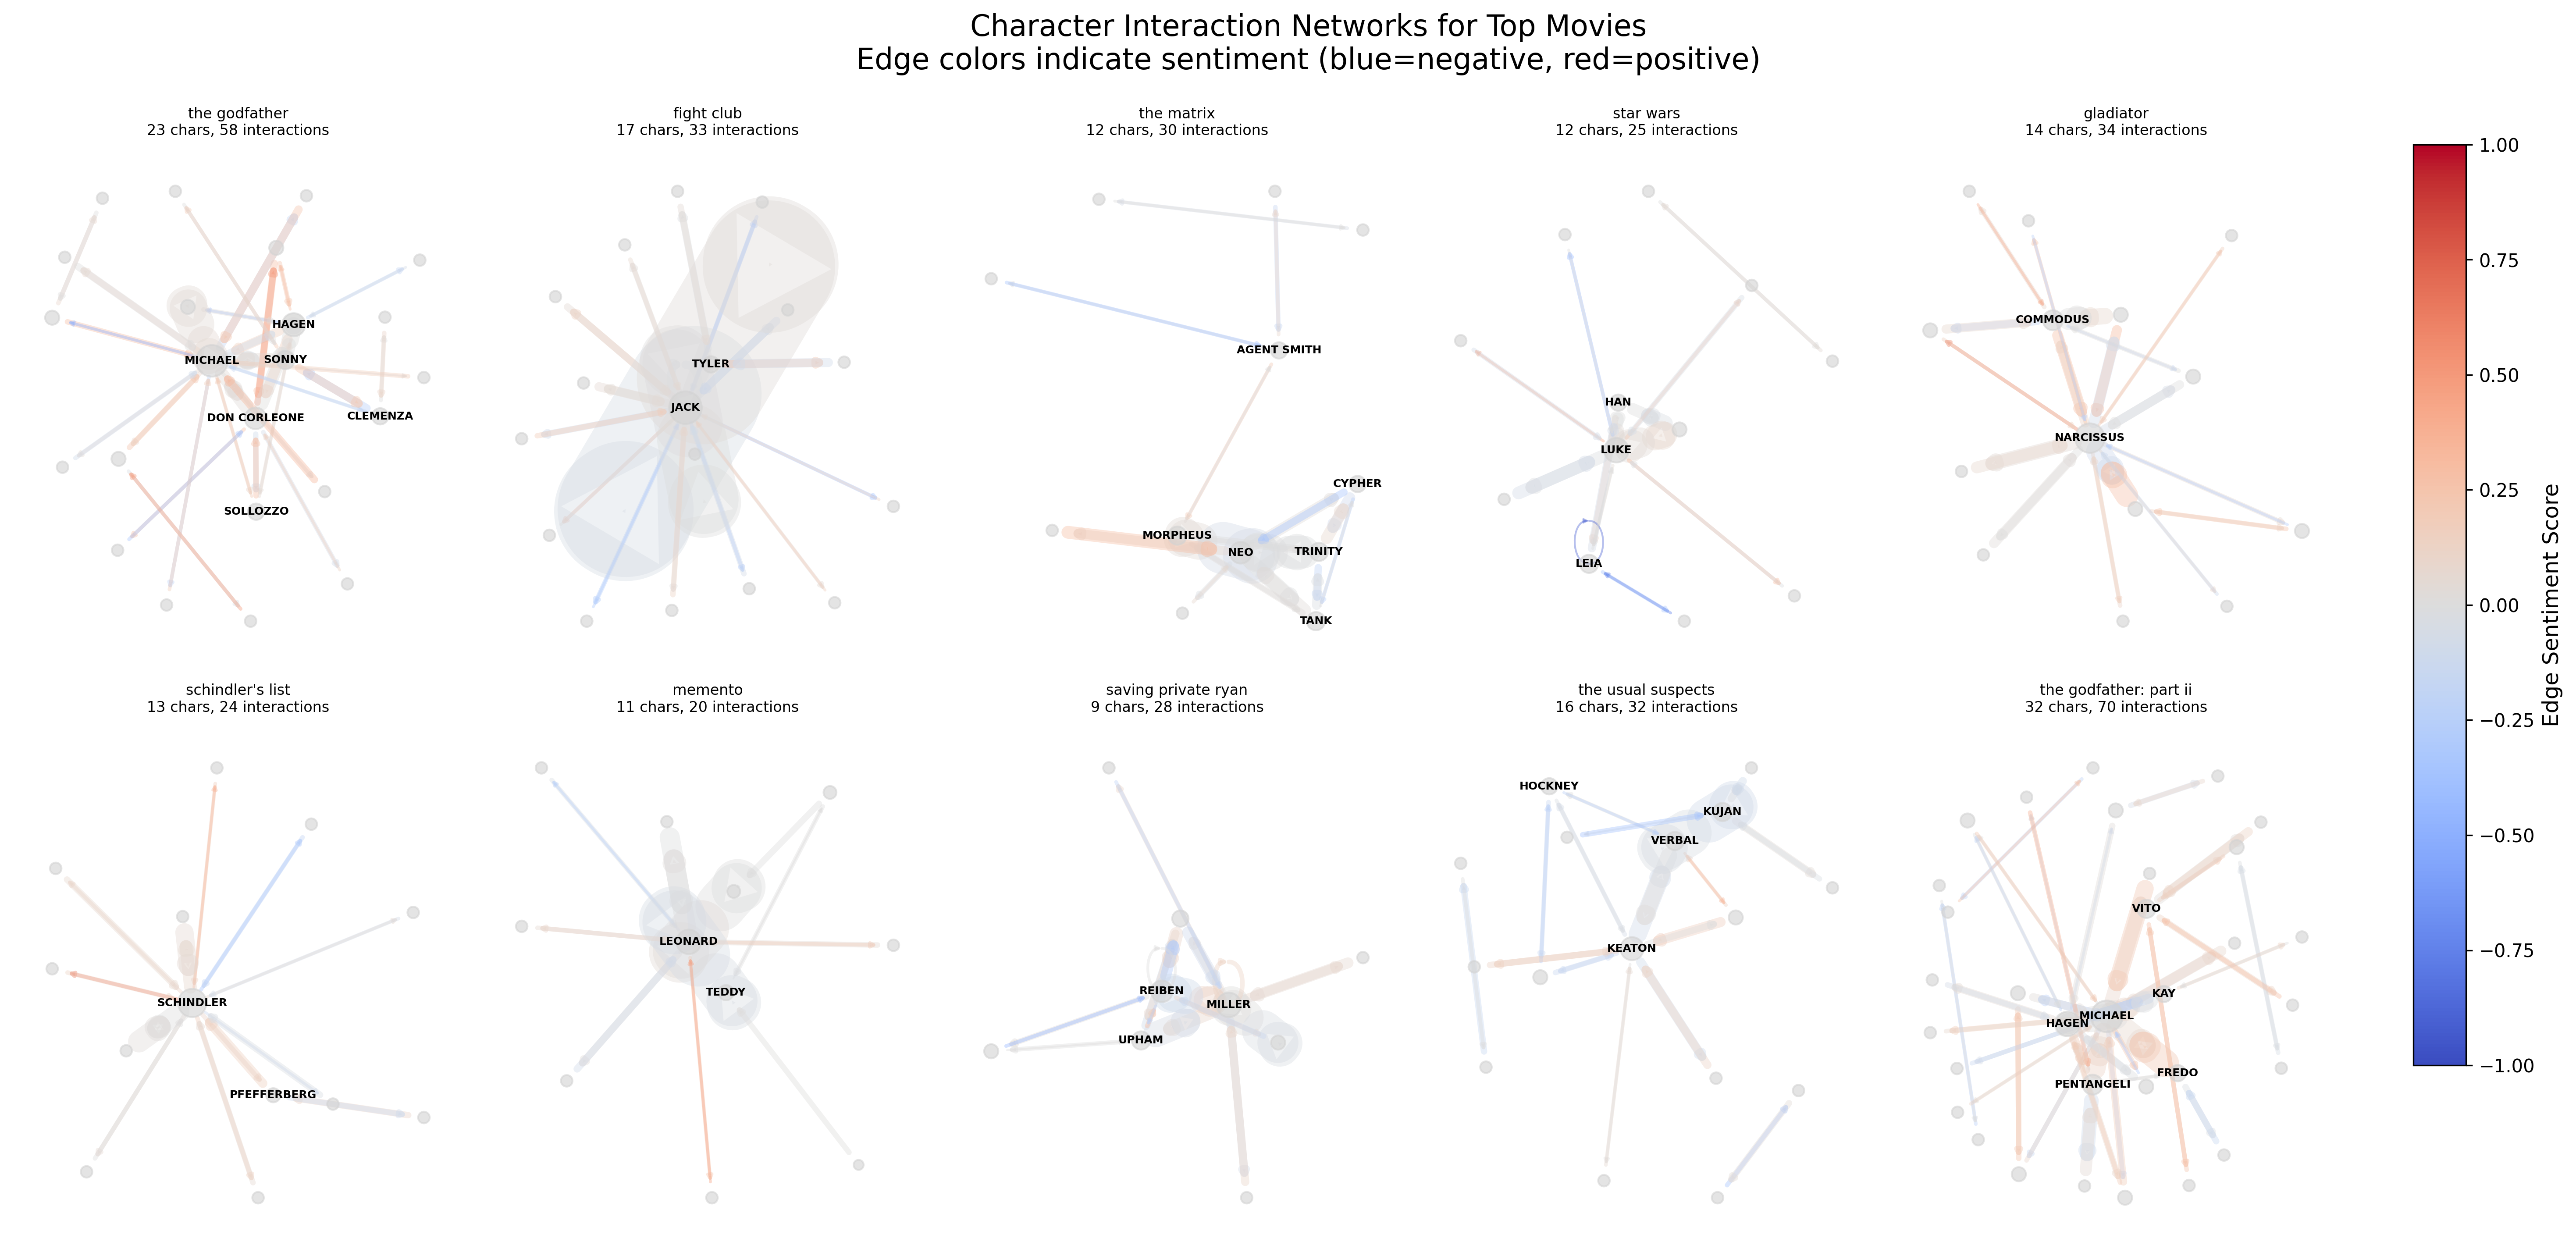 Character Interaction Networks for Top Movies
Edge colors indicate sentiment (blue=negative, red=positive)
the godfather
23 chars, 58 interactions
HAGEN
MICHAEL
SONNY
DON CORLEONE
CLEMENZA
SOLLOZZO
fight club
17 chars, 33 interactions
TYLER
JACK
the matrix
12 chars, 30 interactions
AGENT SMITH
CYPHER
MORPHEUS
NEO
TRINITY
TANK
star wars
12 chars, 25 interactions
HAN
LUKE
LEIA
gladiator
14 chars, 34 interactions
COMMODUS
NARCISSUS
schindler's list
13 chars, 24 interactions
SCHINDLER
PFEFFERBERG
memento
11 chars, 20 interactions
LEONARD
TEDDY
saving private ryan
9 chars, 28 interactions
REIBEN
MILLER
UPHAM
the usual suspects
16 chars, 32 interactions
HOCKNEY
KUJAN
VERBAL
KEATON
the godfather: part ii
32 chars, 70 interactions
VITO
KAY
MICHAEL
HAGEN
FREDO
PENTANGELI
1.00
0.75
0.50
0.25
0.00
−0.25
−0.50
−0.75
−1.00
Edge Sentiment Score